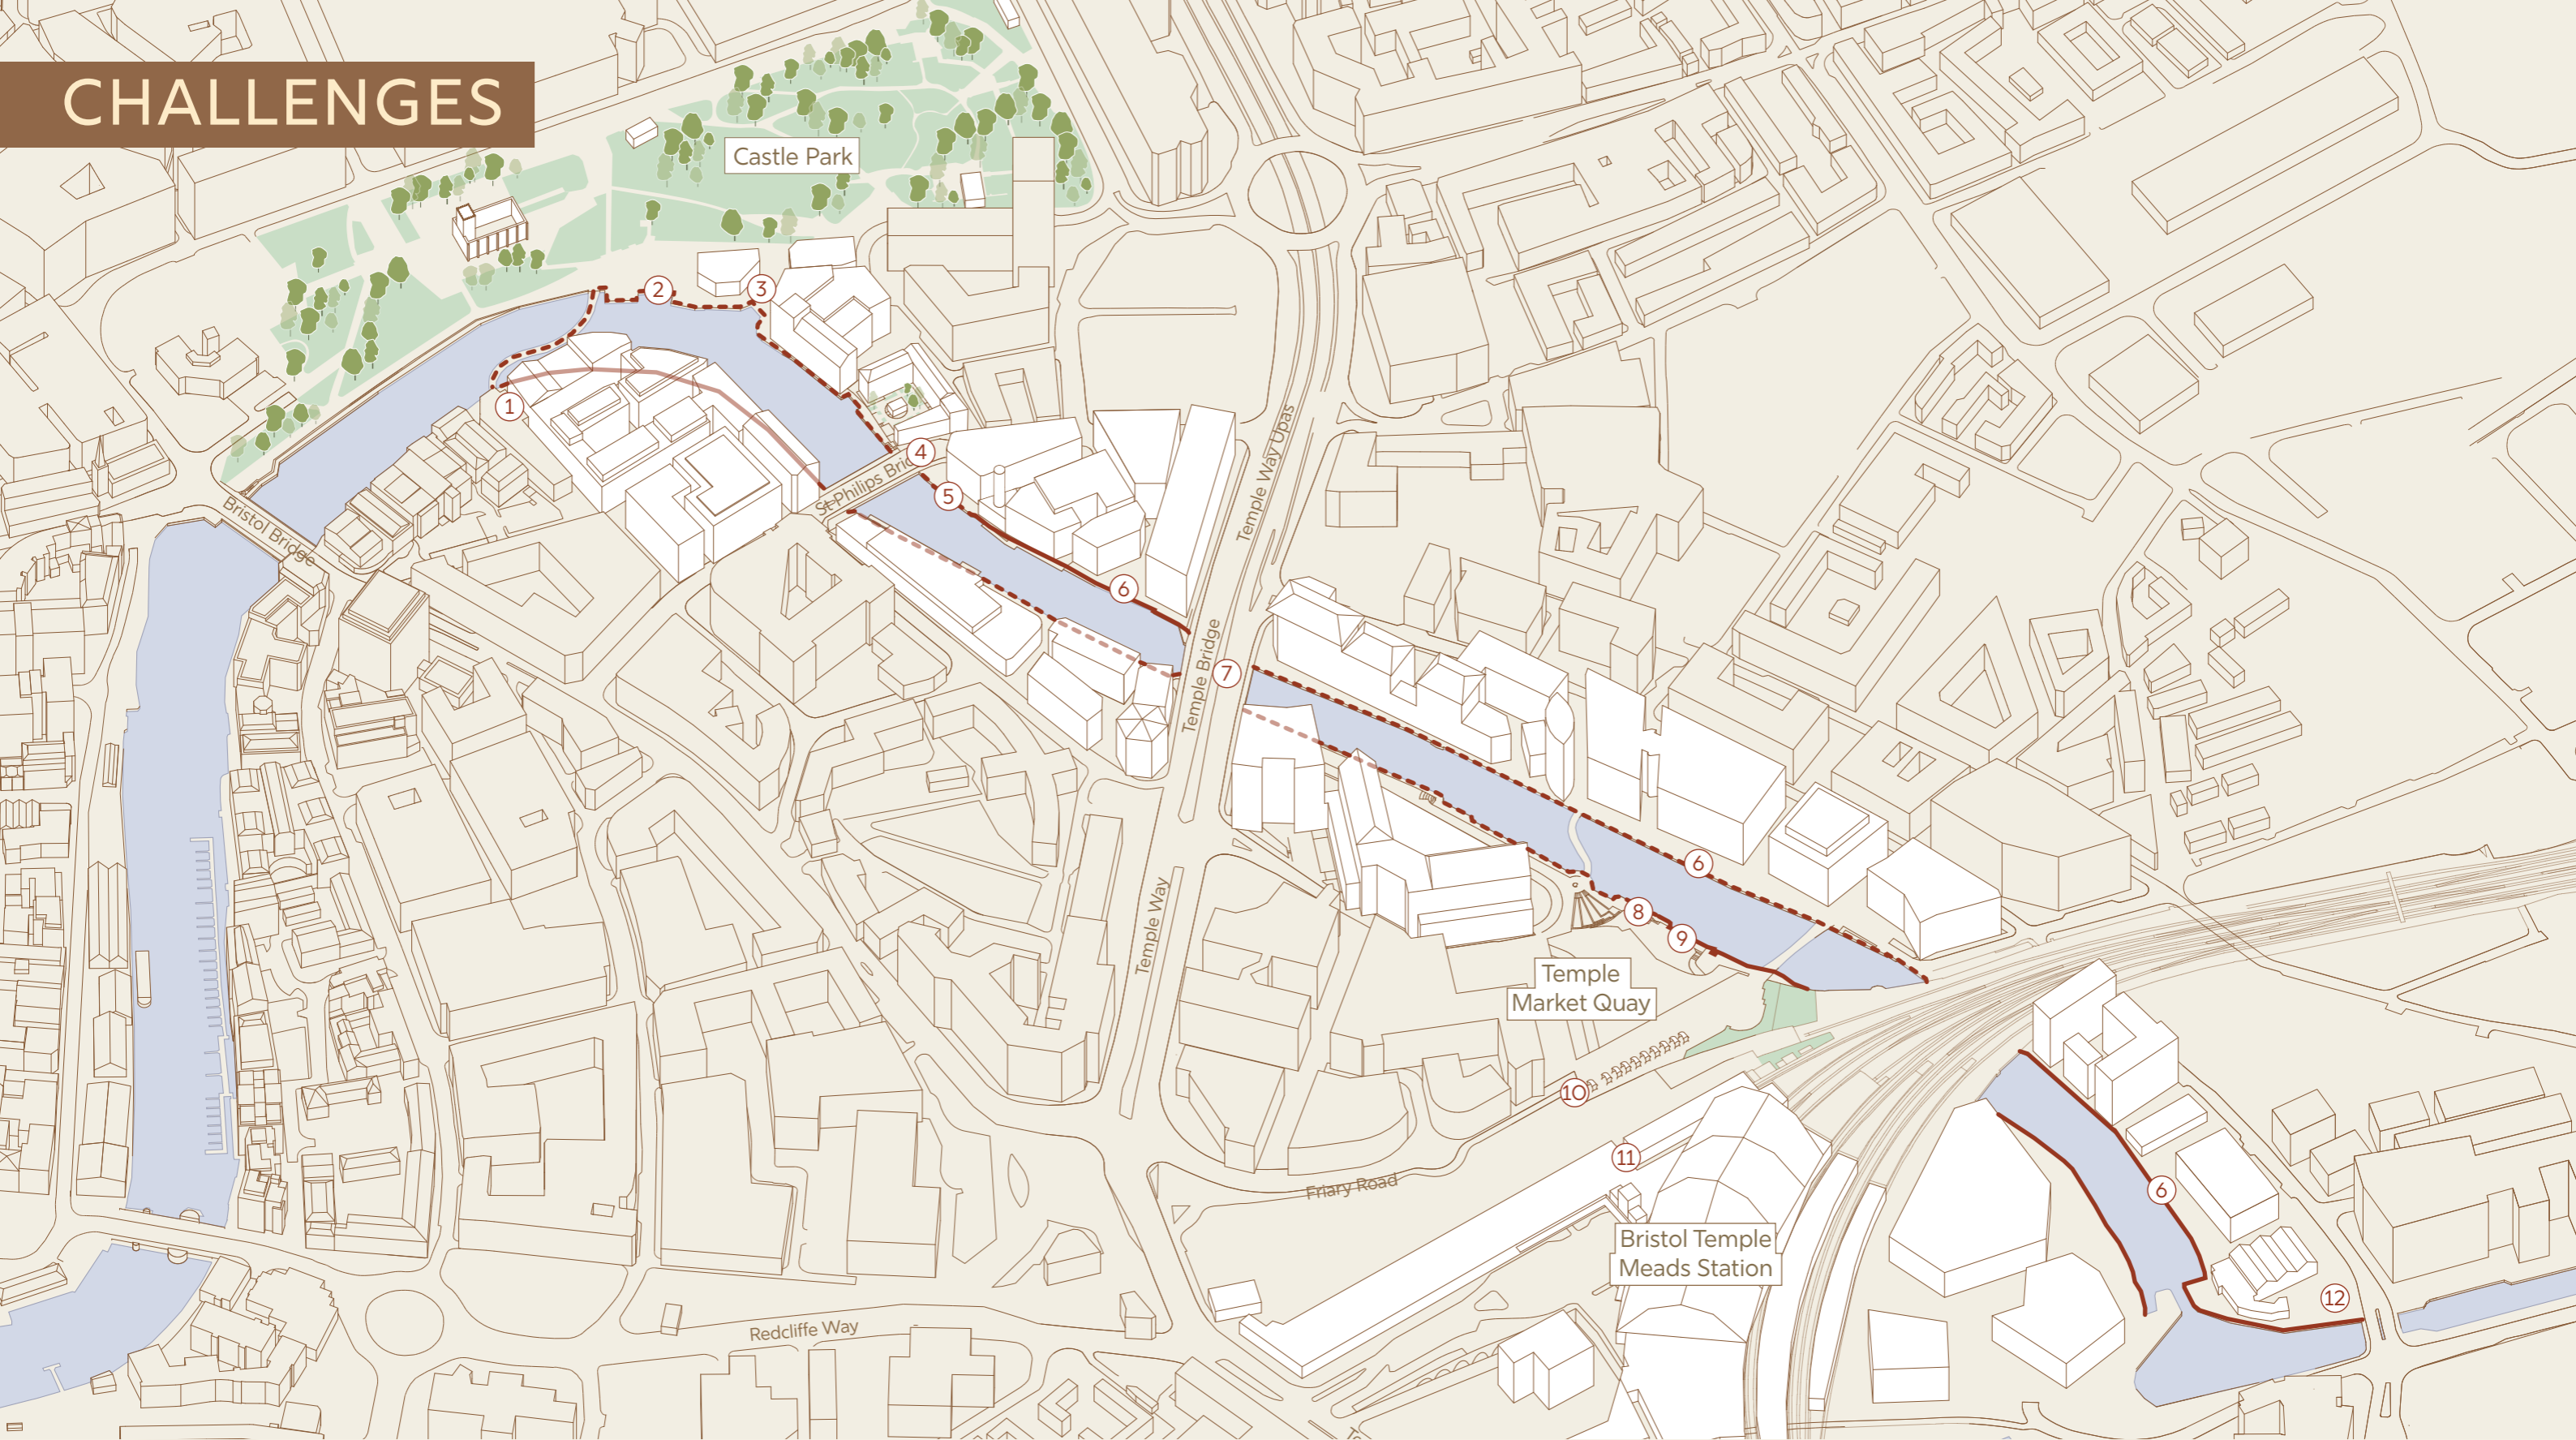 CHALLENGES
Castle Park
2
3
1
4
St Philips Bridge
5
Bristol Bridge
Temple Way Upas
6
Temple Bridge
7
6
8
9
Temple Way
Temple
Market Quay
10
11
Friary Road
6
Bristol Temple
Meads Station
12
Redcliffe Way